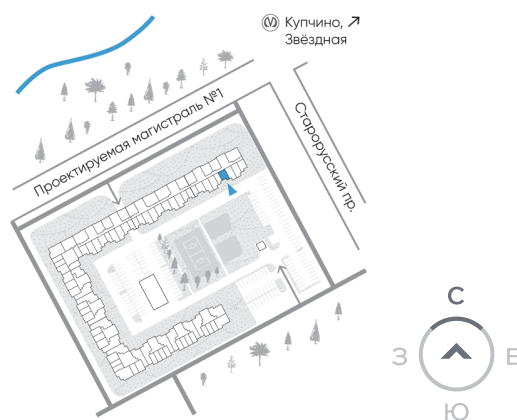 Купчино, ↗
Звёздная
Проектируемая магистраль №1
Старорусский пр.
С
З
В
Ю